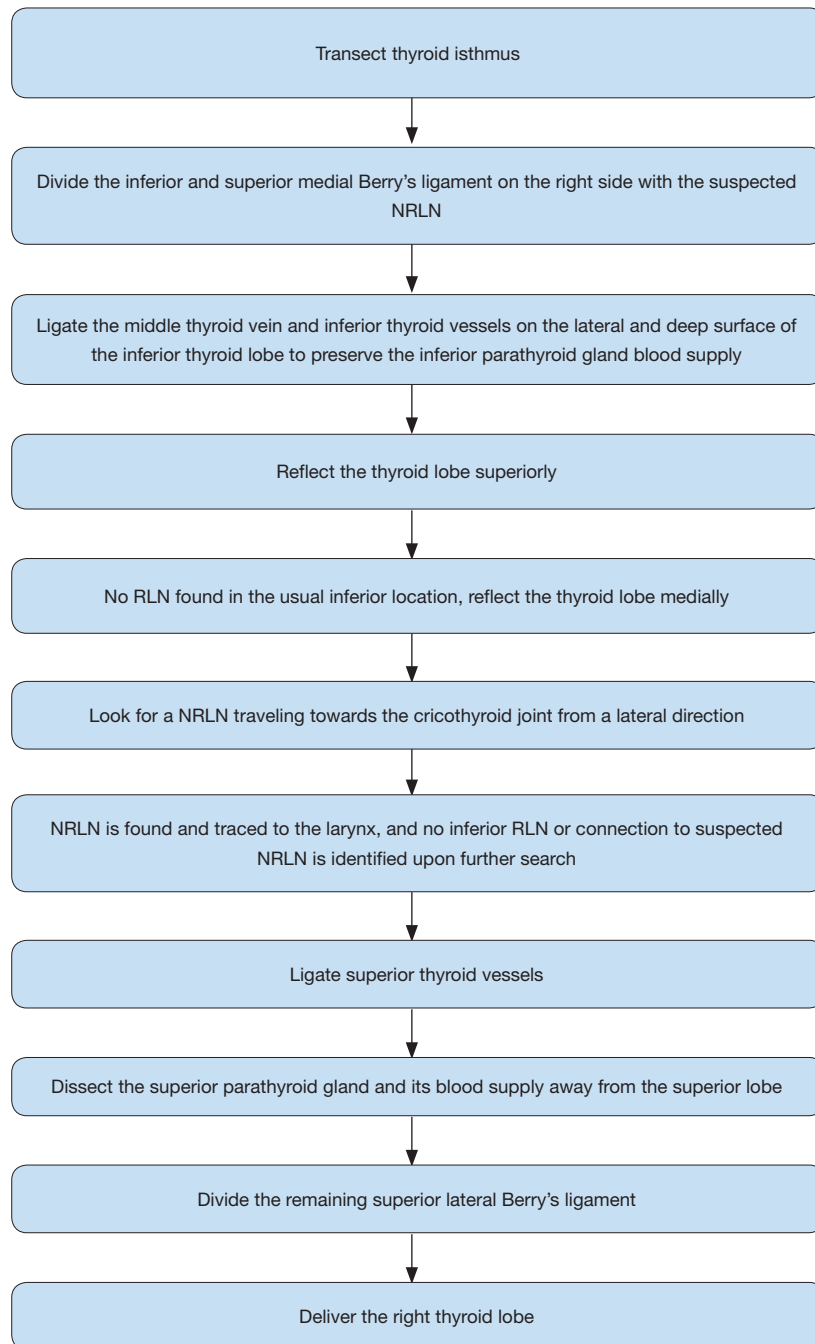 Transect thyroid isthmus
Divide the inferior and superior medial Berry’s ligament on the right side with the suspected
NRLN
Ligate the middle thyroid vein and inferior thyroid vessels on the lateral and deep surface of
the inferior thyroid lobe to preserve the inferior parathyroid gland blood supply
Reflect the thyroid lobe superiorly
No RLN found in the usual inferior location, reflect the thyroid lobe medially
Look for a NRLN traveling towards the cricothyroid joint from a lateral direction
NRLN is found and traced to the larynx, and no inferior RLN or connection to suspected
NRLN is identified upon further search
Ligate superior thyroid vessels
Dissect the superior parathyroid gland and its blood supply away from the superior lobe
Divide the remaining superior lateral Berry’s ligament
Deliver the right thyroid lobe